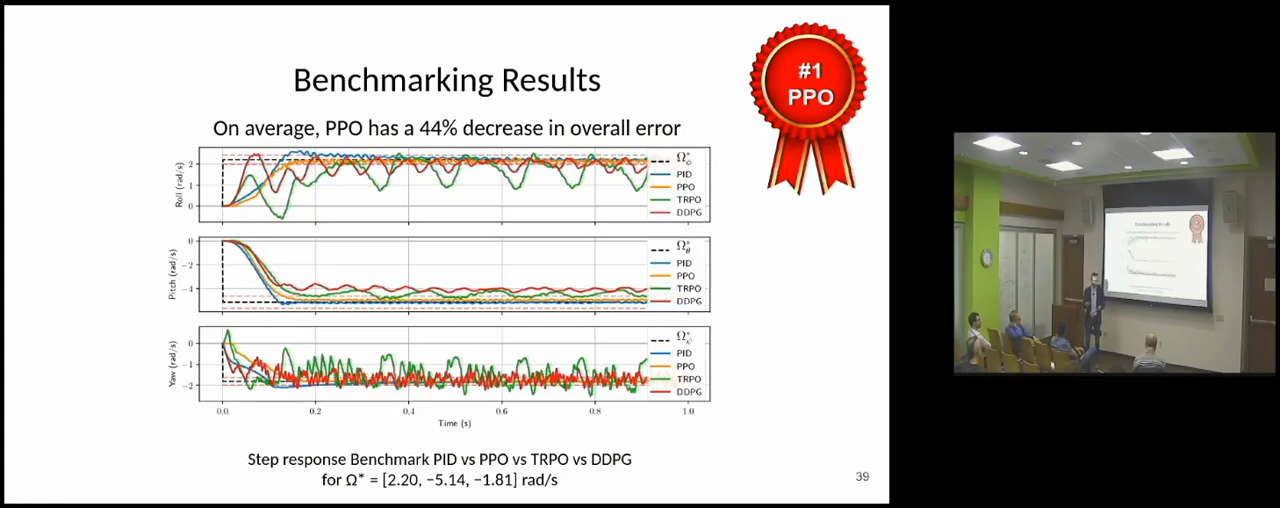 Benchmarking Results
#1
PPO
On average, PPO has a 44% decrease in overall error
Roll (rad/s)
2
1
0
Ω*ϕ
PID
PPO
TRPO
DDPG
Pitch (rad/s)
0
−2
−4
Ω*θ
PID
PPO
TRPO
DDPG
Yaw (rad/s)
0
−1
−2
Ω*ψ
PID
PPO
TRPO
DDPG
0.0 0.2 0.4 0.6 0.8 1.0
Time (s)
Step response Benchmark PID vs PPO vs TRPO vs DDPG
for Ω* = [2.20, −5.14, −1.81] rad/s
39
Benchmarking Results